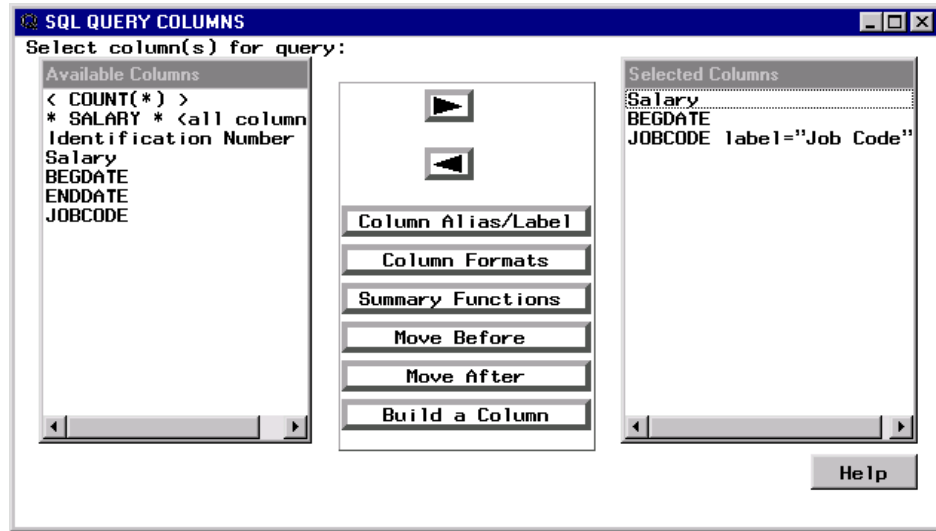 SQL QUERY COLUMNS
Select column(s) for query:
Available Columns
< COUNT(*) >
* SALARY * <all column
Identification Number
Salary
BEGDATE
ENDDATE
JOBCODE
Column Alias/Label
Column Formats
Summary Functions
Move Before
Move After
Build a Column
Selected Columns
Salary
BEGDATE
JOBCODE label="Job Code"
Help